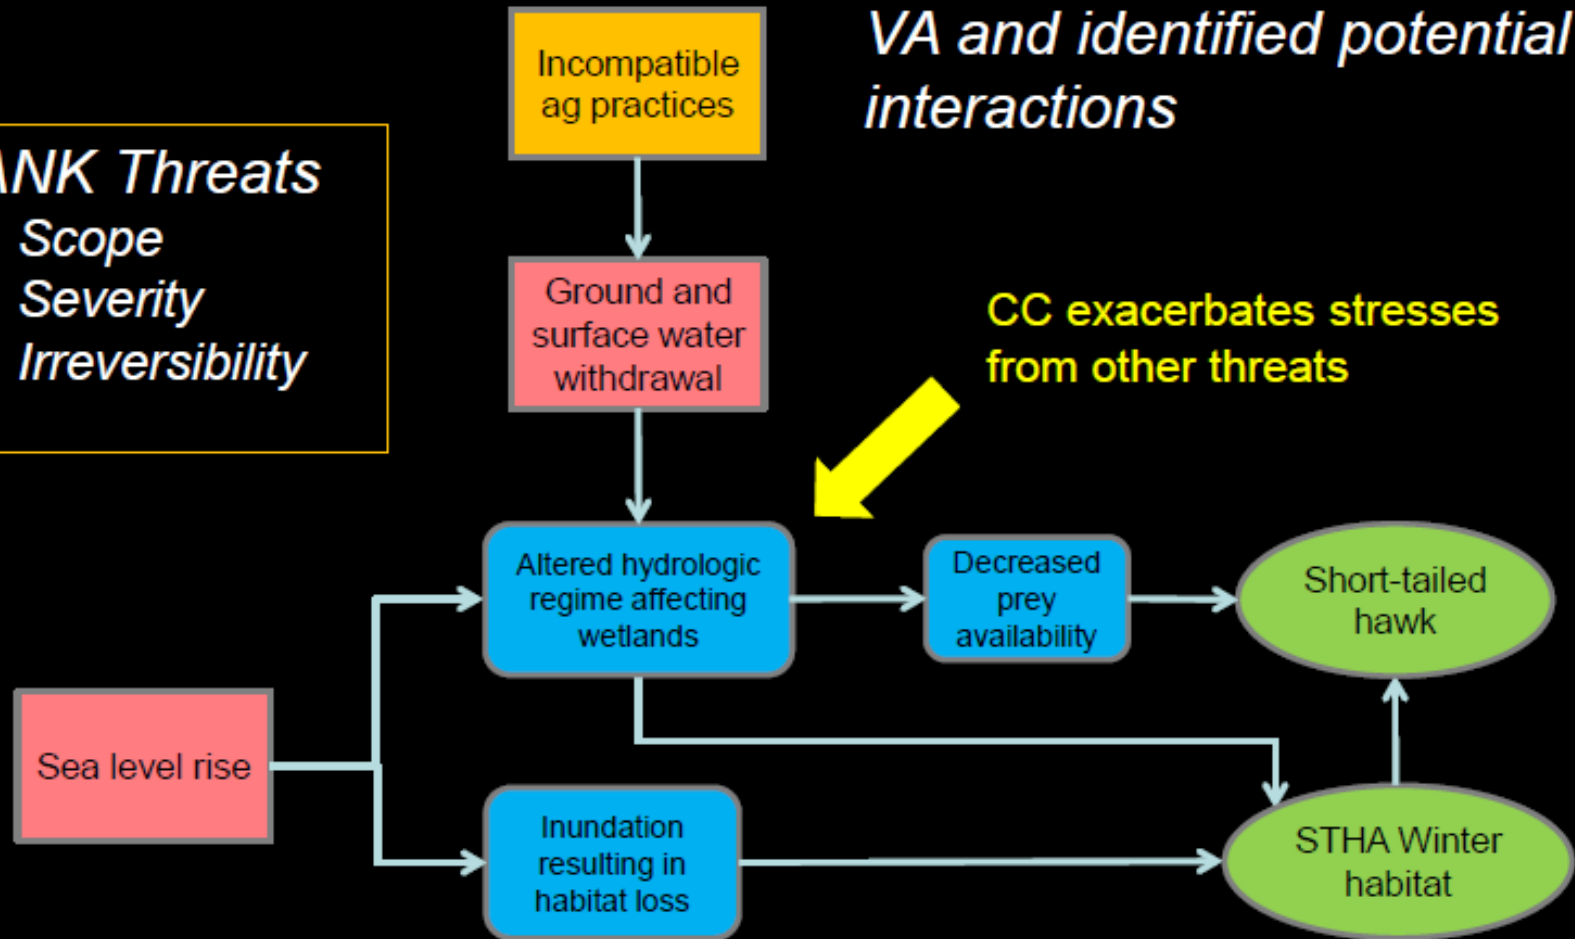 VA and identified potential
interactions
Incompatible
ag practices
ANK Threats
Scope
Severity
Irreversibility
Ground and
surface water
withdrawal
CC exacerbates stresses
from other threats
Altered hydrologic
regime affecting
wetlands
Decreased
prey
availability
Short-tailed
hawk
Sea level rise
Inundation
resulting in
habitat loss
STHA Winter
habitat